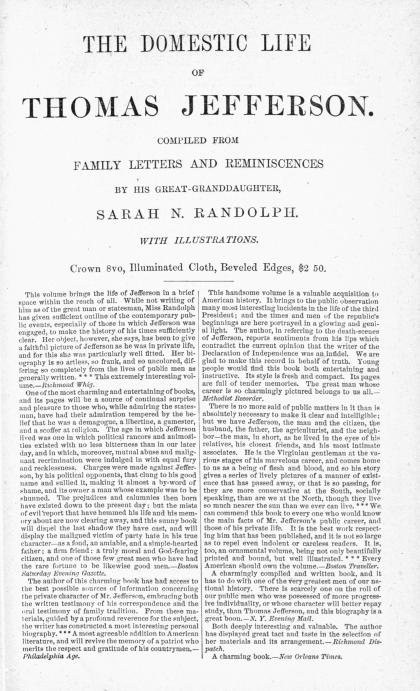 THE DOMESTIC LIFE
OF
THOMAS JEFFERSON.
COMPILED FROM
FAMILY LETTERS AND REMINISCENCES
BY HIS GREAT-GRANDDAUGHTER,
SARAH N. RANDOLPH.
WITH ILLUSTRATIONS.
Crown 8vo, Illuminated Cloth, Beveled Edges, $2 50.
This volume brings the life of Jefferson in a brief
space within the reach of all. While not writing of
him as of the great man or statesman, Miss Randolph
has given sufficient outline of the contemporary pub-
lic events, especially of those in which Jefferson was
engaged, to make the history of his times sufficiently
clear. Her object, however, she says, has been to give
a faithful picture of Jefferson as he was in private life,
and for this she was particularly well fitted. Her bi-
ography is so artless, so frank, and so uncolored, dif-
fering so completely from the lives of public men as
generally written. * * * This extremely interesting vol-
ume.—Richmond Whig.
One of the most charming and entertaining of books,
and its pages will be a source of continual surprise
and pleasure to those who, while admiring the states-
man, have had their admiration tempered by the be-
lief that he was a demagogue, a libertine, a gamester,
and a scoffer at religion. The age in which Jefferson
lived was one in which political rancors and animosi-
ties existed with no less bitterness than in our later
day, and in which, moreover, mutual abuse and malig-
nant recrimination were indulged in with equal fury
and recklessness. Charges were made against Jeffer-
son, by his political opponents, that clung to his good
name and sullied it, making it almost a by-word of
shame, and its owner a man whose example was to be
shunned. The prejudices and calumnies then born
have existed down to the present day; but the mists
of evil report that have hemmed his life and his mem-
ory about are now clearing away, and this sunny book
will dispel the last shadow they have cast, and will
display the maligned victim of party hate in his true
character—as a fond, an amiable, and a simple-hearted
father; a firm friend; a truly moral and God-fearing
citizen, and one of those few great men who have had
the rare fortune to be likewise good men.—Boston
Saturday Evening Gazette.
The author of this charming book has had access to
the best possible sources of information concerning
the private character of Mr. Jefferson, embracing both
the written testimony of his correspondence and the
oral testimony of family tradition. From these ma-
terials, guided by a profound reverence for the subject,
the writer has constructed a most interesting personal
biography. * * * A most agreeable addition to American
literature, and will revive the memory of a patriot who
merits the respect and gratitude of his countrymen.—
Philadelphia Age.
This handsome volume is a valuable acquisition to
American history. It brings to the public observation
many most interesting incidents in the life of the third
President; and the times and men of the republic's
beginnings are here portrayed in a glowing and geni-
al light. The author, in referring to the death-scenes
of Jefferson, reports sentiments from his lips which
contradict the current opinion that the writer of the
Declaration of Independence was an infidel. We are
glad to make this record in behalf of truth. Young
people would find this book both entertaining and
instructive. Its style is fresh and compact. Its pages
are full of tender memories. The great man whose
career is so charmingly pictured belongs to us all.—
Methodist Recorder.
There is no more said of public matters in it than is
absolutely necessary to make it clear and intelligible;
but we have Jefferson, the man and the citizen, the
husband, the father, the agriculturist, and the neigh-
bor—the man, in short, as he lived in the eyes of his
relatives, his closest friends, and his most intimate
associates. He is the Virginian gentleman at the va-
rious stages of his marvelous career, and comes home
to us as a being of flesh and blood, and so his story
gives a series of lively pictures of a manner of exist-
ence that has passed away, or that is so passing, for
they are more conservative at the South, socially
speaking, than are we at the North, though they live
so much nearer the sun than we ever can live. * * * We
can commend this book to every one who would know
the main facts of Mr. Jefferson's public career, and
those of his private life. It is the best work respect-
ing him that has been published, and it is not so large
as to repel even indolent or careless readers. It is,
too, an ornamental volume, being not only beautifully
printed and bound, but well illustrated. * * * Every
American should own the volume.—Boston Traveller.
A charmingly compiled and written book, and it
has to do with one of the very greatest men of our na-
tional history. There is scarcely one on the roll of
our public men who was possessed of more progress-
ive individuality, or whose character will better repay
study, than Thomas Jefferson, and this biography is a
great boon.—N. Y. Evening Mail.
Both deeply interesting and valuable. The author
has displayed great tact and taste in the selection of
her materials and its arrangement.—Richmond Dis-
patch.
A charming book.—New Orleans Times.